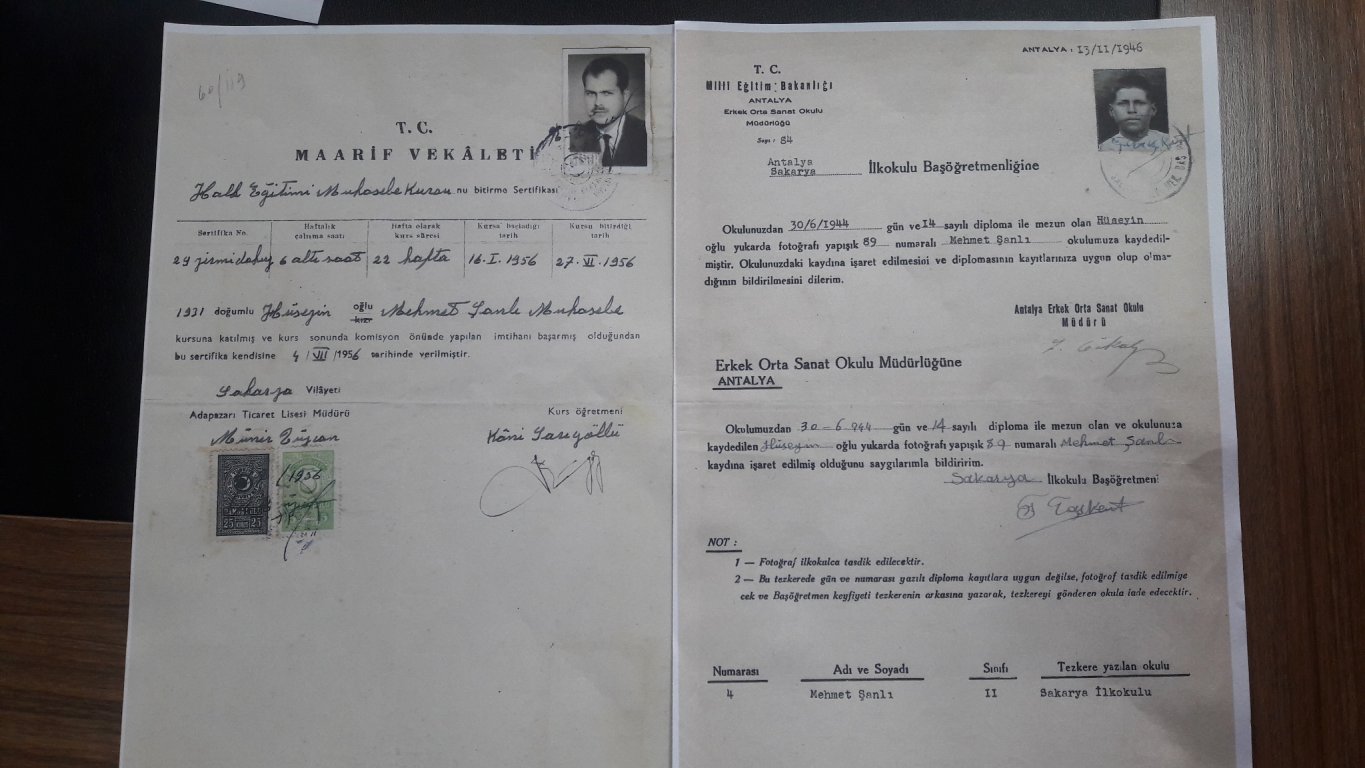 60/119
T. C.
MAARİF VEKÂLETİ
Halk Eğitimi Muhasebe Kursu nu bitirme Sertifikası
Sertifika No. Haftalık çalışma saati Hafta olarak kurs süresi Kursa başladığı tarih Kursu bitirdiği tarih
29 yirmidokuz 6 altı saat 22 hafta 16. I. 1956 27. VI. 1956
1931 doğumlu Hüseyin oğlu kızı Mehmet Şanlı Muhasebe
kursuna katılmış ve kurs sonunda komisyon önünde yapılan imtihanı başarmış olduğundan
bu sertifika kendisine 4/VII/1956 tarihinde verilmiştir.
Sakarya Vilâyeti
Adapazarı Ticaret Lisesi Müdürü
Münir
Kurs öğretmeni
Kâni Sarıgöllü
1956
25 25
ANTALYA : 13/11/1946
T. C.
Millî Eğitim Bakanlığı
ANTALYA
Erkek Orta Sanat Okulu
Müdürlüğü
Sayı : 84
Antalya
Sakarya İlkokulu Başöğretmenliğine
Okulunuzdan 30/6/1944 gün ve 14 sayılı diploma ile mezun olan Hüseyin
oğlu yukarda fotoğrafı yapışık 89 numaralı Mehmet Şanlı okulumuza kaydedil-
miştir. Okulunuzdaki kaydına işaret edilmesini ve diplomasının kayıtlarınıza uygun olup olma-
dığının bildirilmesini dilerim.
Antalya Erkek Orta Sanat Okulu
Müdürü
Erkek Orta Sanat Okulu Müdürlüğüne
ANTALYA
Okulumuzdan 30-6-944 gün ve 14 sayılı diploma ile mezun olan ve okulunuza
kaydedilen Hüseyin oğlu yukarda fotoğrafı yapışık 89 numaralı Mehmet Şanlı
kaydına işaret edilmiş olduğunu saygılarımla bildiririm.
Sakarya İlkokulu Başöğretmeni
Taşkent
NOT :
1 — Fotoğraf ilkokulca tasdik edilecektir.
2 — Bu tezkerede gün ve numarası yazılı diploma kayıtlara uygun değilse, fotoğraf tasdik edilmiye
cek ve Başöğretmen keyfiyeti tezkerenin arkasına yazarak, tezkereyi gönderen okula iade edecektir.
Numarası Adı ve Soyadı Sınıfı Tezkere yazılan okulu
4 Mehmet Şanlı II Sakarya İlkokulu